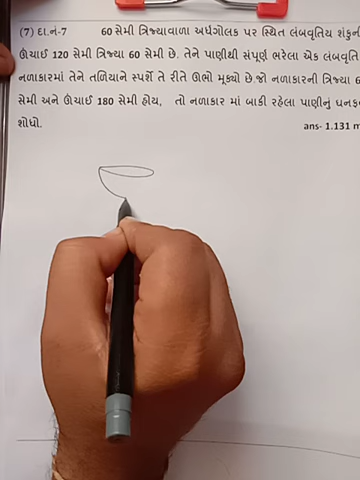 (7) દા.નં-7 60 સેમી ત્રિજ્યાવાળા અર્ધગોલક પર સ્થિત લંબવૃતિય
ઊંચાઈ 120 સેમી ત્રિજ્યા 60 સેમી છે. તેને પાણીથી સંપૂર્ણ ભરેલા એક લંબવૃતિ
નળાકારમાં તેને તળિયાને સ્પર્શે તે રીતે ઊભો મૂક્યો છે.જો નળાકારની ત્રિજ્યા 6
સેમી અને ઊંચાઈ 180 સેમી હોય, તો નળાકાર માં બાકી રહેલા પાણીનું
શોધો. ans- 1.131 m